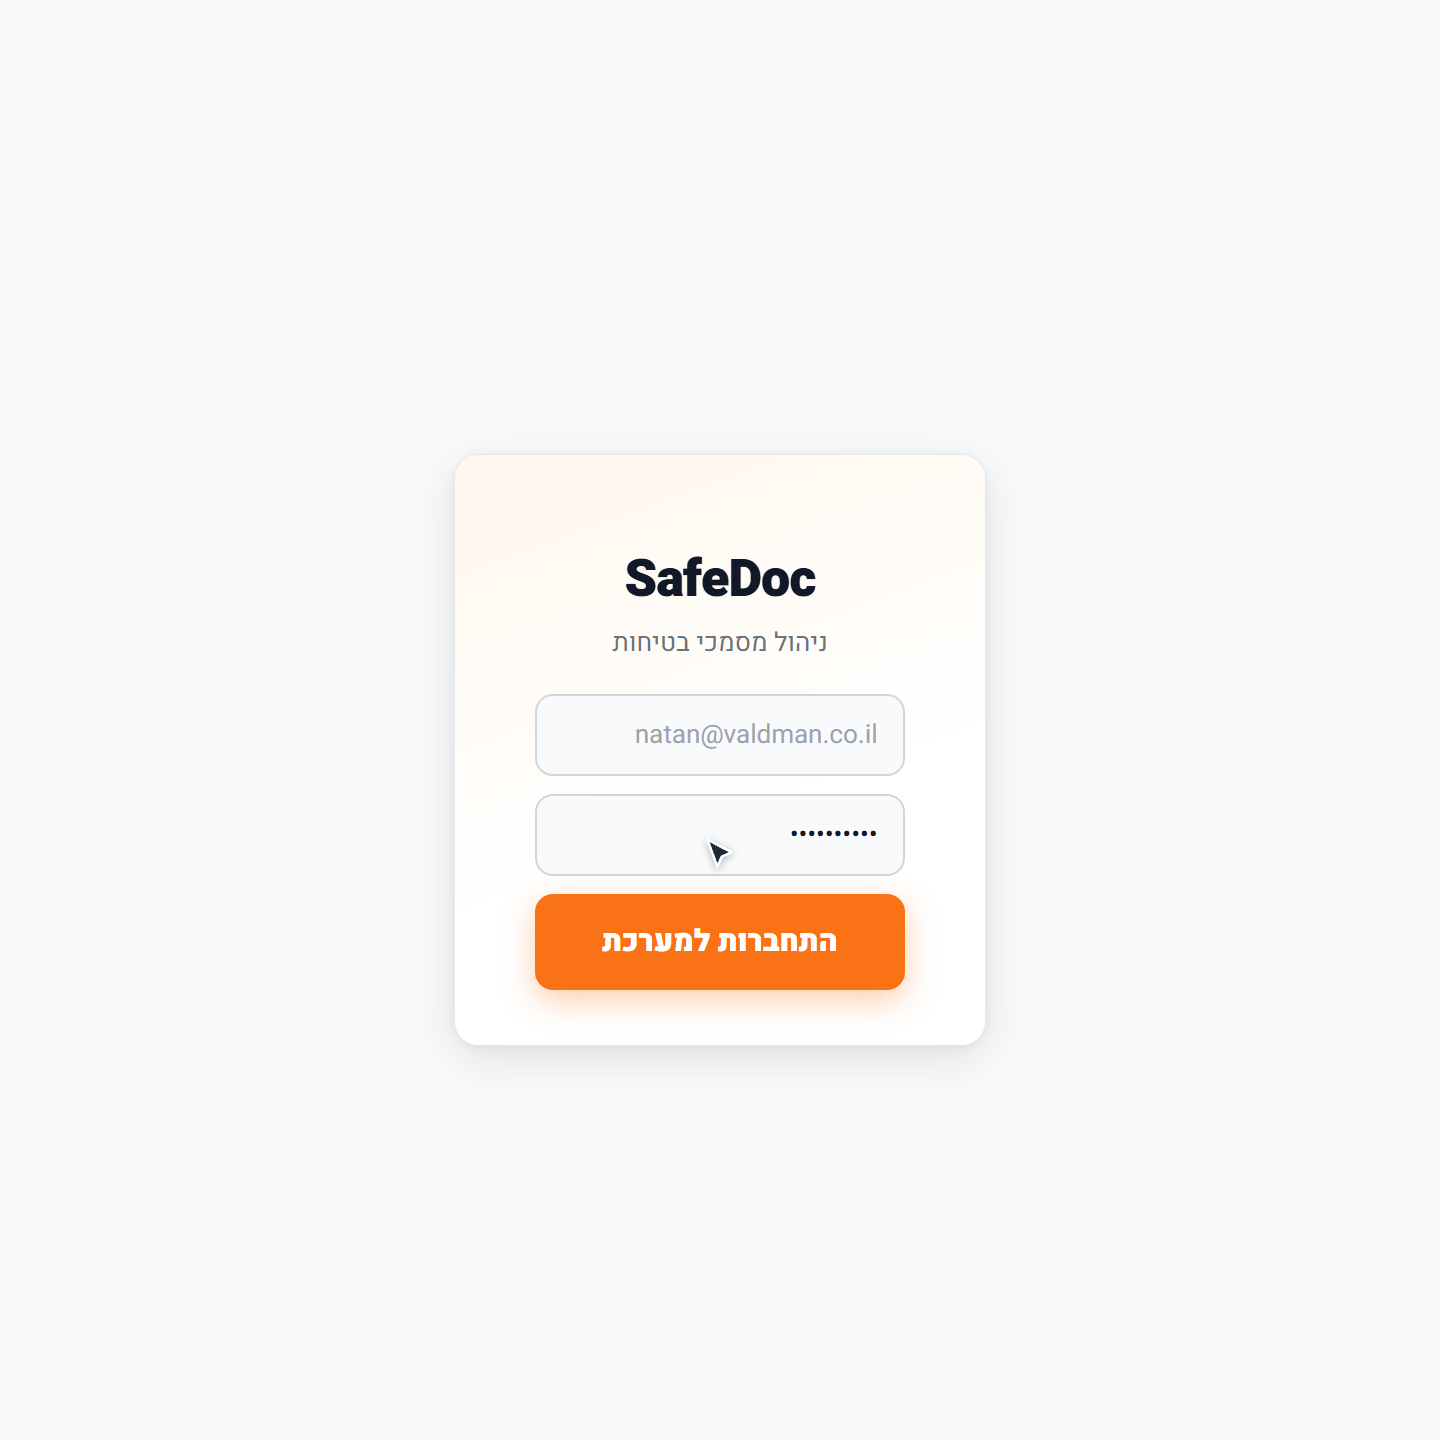 SafeDoc
ניהול מסמכי בטיחות
natan@valdman.co.il
••••••••••
התחברות למערכת